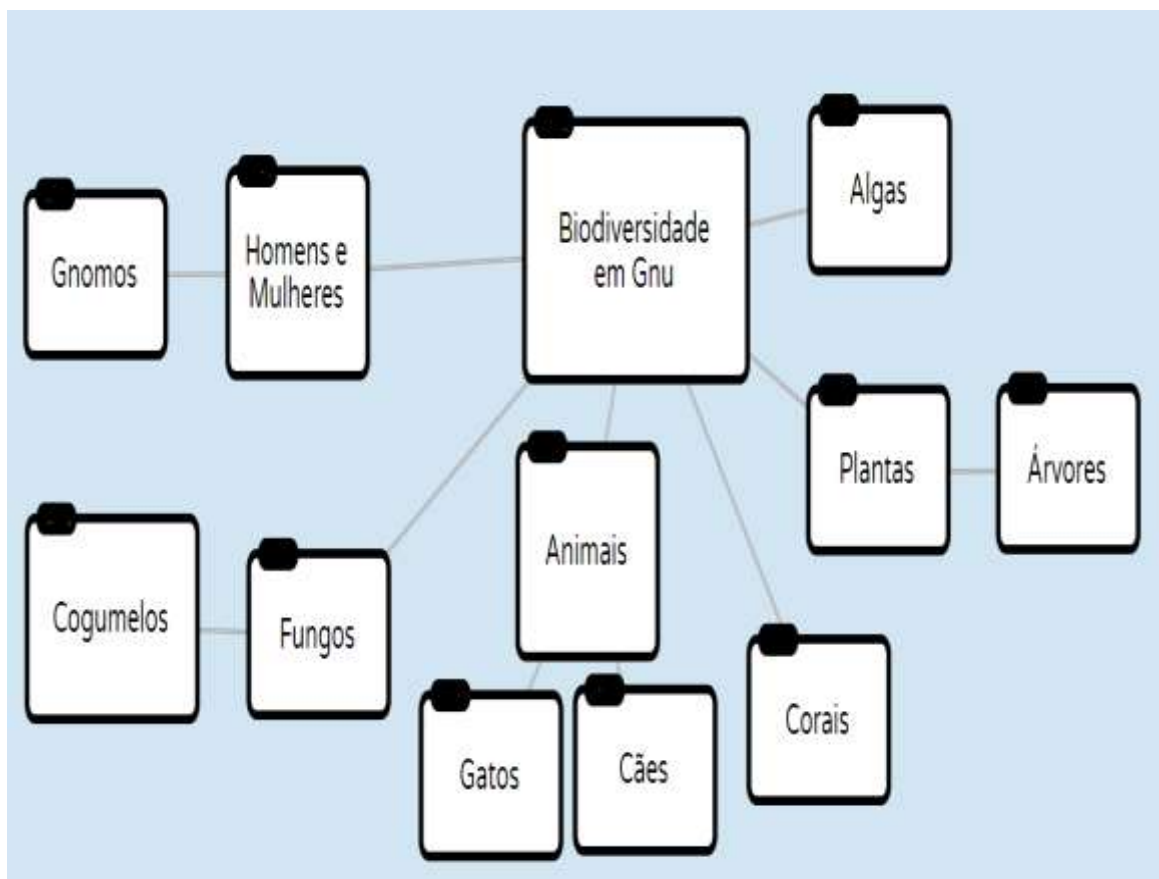 Biodiversidade
em Gnu
Algas
Homens e
Mulheres
Gnomos
Plantas
Árvores
Animais
Cogumelos
Fungos
Corais
Gatos
Cães